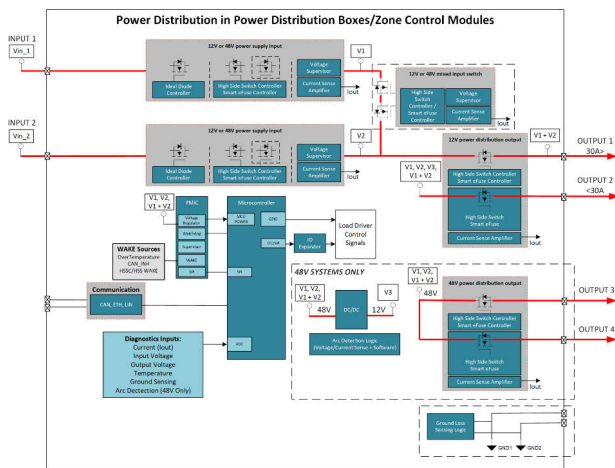 Power Distribution in Power Distribution Boxes/Zone Control Modules
INPUT 1
Vin_1
12V or 48V power supply input
Ideal Diode
Controller
High Side Switch Controller
Smart eFuse Controller
Voltage
Supervisor
Current Sense
Amplifier
Iout
V1
12V or 48V mixed input switch
High Side
Switch
Controller /
Smart eFuse
Controller
Voltage
Supervisor
Current Sense
Amplifier
Iout
INPUT 2
Vin_2
12V or 48V power supply input
Ideal Diode
Controller
High Side Switch Controller
Smart eFuse Controller
Voltage
Supervisor
Current Sense
Amplifier
Iout
V2
V1 + V2
12V power distribution output
High Side Switch Controller
Smart eFuse Controller
High Side Switch
Smart eFuse
Current Sense Amplifier
Iout
V1, V2, V3,
V1 + V2
OUTPUT 1
30A>
OUTPUT 2
<30A
V1, V2,
V1 + V2
PMIC
Voltage Regulator
Watchdog
Supervisor
WAKE
SPI
Microcontroller
MCU
POWER
GPIO
I2C/SPI
SPI
ADC
I/O
Expander
Load Driver
Control
Signals
WAKE Sources
OverTemperature
CAN_INH
HSSC/HSS WAKE
Communication
CAN, ETH, LIN
Diagnostics Inputs:
Current (Iout)
Input Voltage
Output Voltage
Temperature
Ground Sensing
Arc Dectection (48V Only)
48V SYSTEMS ONLY
V1, V2,
V1 + V2
48V
DC/DC
V3
12V
Arc Detection Logic
(Voltage/Current Sense + Software)
V1, V2,
V1 + V2
48V
48V power distribution output
High Side Switch Controller
Smart eFuse Controller
High Side Switch
Smart eFuse
Current Sense Amplifier
Iout
OUTPUT 3
OUTPUT 4
Ground Loss
Sensing Logic
GND1
GND2